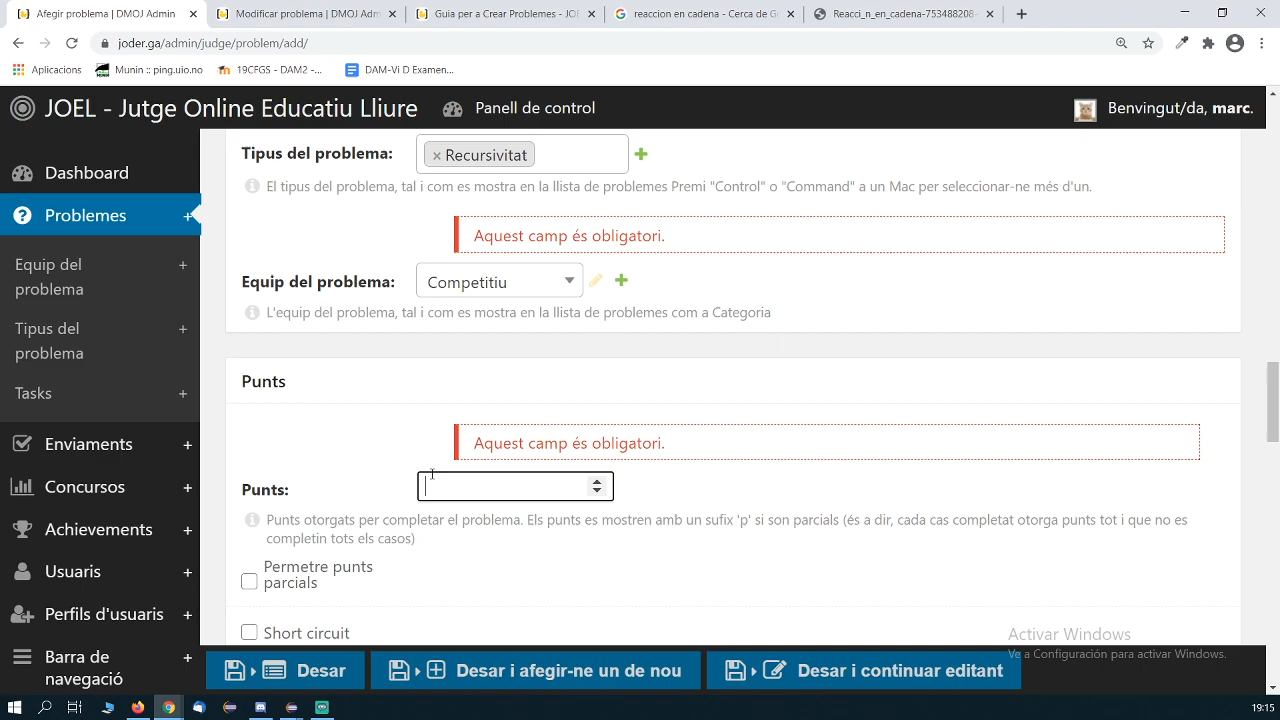 Afegir problema | DMOJ Admin
Modificar problema | DMOJ Adm
Guia per a Crear Problemes - JOE
reaccion en cadena - Cerca de G
Reacci_n_en_cadena-753488208-
joder.ga/admin/judge/problem/add/
Aplicacions
Munin :: ping.uio.no
19CFGS - DAM2 -...
DAM-Vi D Examen...
JOEL - Jutge Online Educatiu Lliure
Panell de control
Benvingut/da, marc.
Dashboard
Problemes
Equip del
problema
Tipus del
problema
Tasks
Enviaments
Concursos
Achievements
Usuaris
Perfils d'usuaris
Barra de
navegació
Tipus del problema:
× Recursivitat
El tipus del problema, tal i com es mostra en la llista de problemes Premi "Control" o "Command" a un Mac per seleccionar-ne més d'un.
Aquest camp és obligatori.
Equip del problema:
Competitiu
L'equip del problema, tal i com es mostra en la llista de problemes com a Categoria
Punts
Aquest camp és obligatori.
Punts:
Punts otorgats per completar el problema. Els punts es mostren amb un sufix 'p' si son parcials (és a dir, cada cas completat otorga punts tot i que no es
completin tots els casos)
Permetre punts
parcials
Short circuit
Activar Windows
Ve a Configuración para activar Windows.
Desar
Desar i afegir-ne un de nou
Desar i continuar editant
19:15